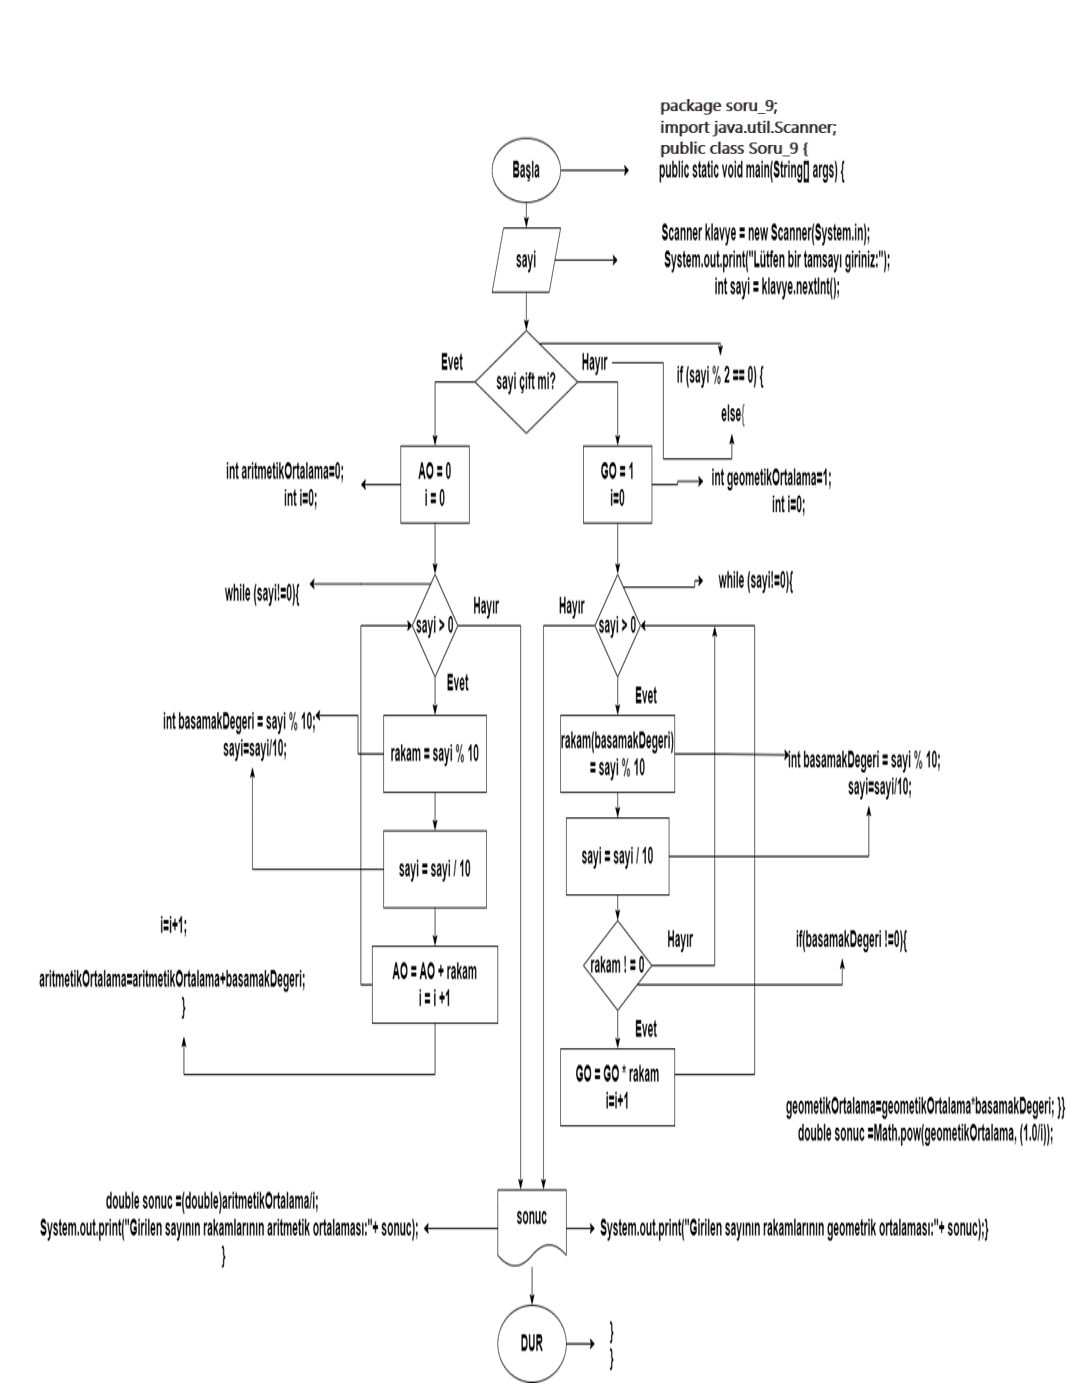 package soru_9;
import java.util.Scanner;
public class Soru_9 {
public static void main(String[] args) {
Başla
Scanner klavye = new Scanner(System.in);
System.out.print("Lütfen bir tamsayı giriniz:");
int sayi = klavye.nextInt();
sayi
Evet
Hayır
sayi çift mi?
if (sayi % 2 == 0) {
else{
int aritmetikOrtalama=0;
int i=0;
AO = 0
i = 0
GO = 1
i=0
int geometikOrtalama=1;
int i=0;
while (sayi!=0){
sayi > 0
Hayır
Hayır
sayi > 0
while (sayi!=0){
Evet
Evet
int basamakDegeri = sayi % 10;
sayi=sayi/10;
rakam = sayi % 10
rakam(basamakDegeri)
= sayi % 10
int basamakDegeri = sayi % 10;
sayi=sayi/10;
sayi = sayi / 10
sayi = sayi / 10
i=i+1;
aritmetikOrtalama=aritmetikOrtalama+basamakDegeri;
}
AO = AO + rakam
i = i +1
rakam ! = 0
Hayır
if(basamakDegeri !=0){
Evet
GO = GO * rakam
i=i+1
geometikOrtalama=geometikOrtalama*basamakDegeri; }}
double sonuc =Math.pow(geometikOrtalama, (1.0/i));
double sonuc =(double)aritmetikOrtalama/i;
System.out.print("Girilen sayının rakamlarının aritmetik ortalaması:"+ sonuc);
}
sonuc
System.out.print("Girilen sayının rakamlarının geometrik ortalaması:"+ sonuc);}
DUR
}
}